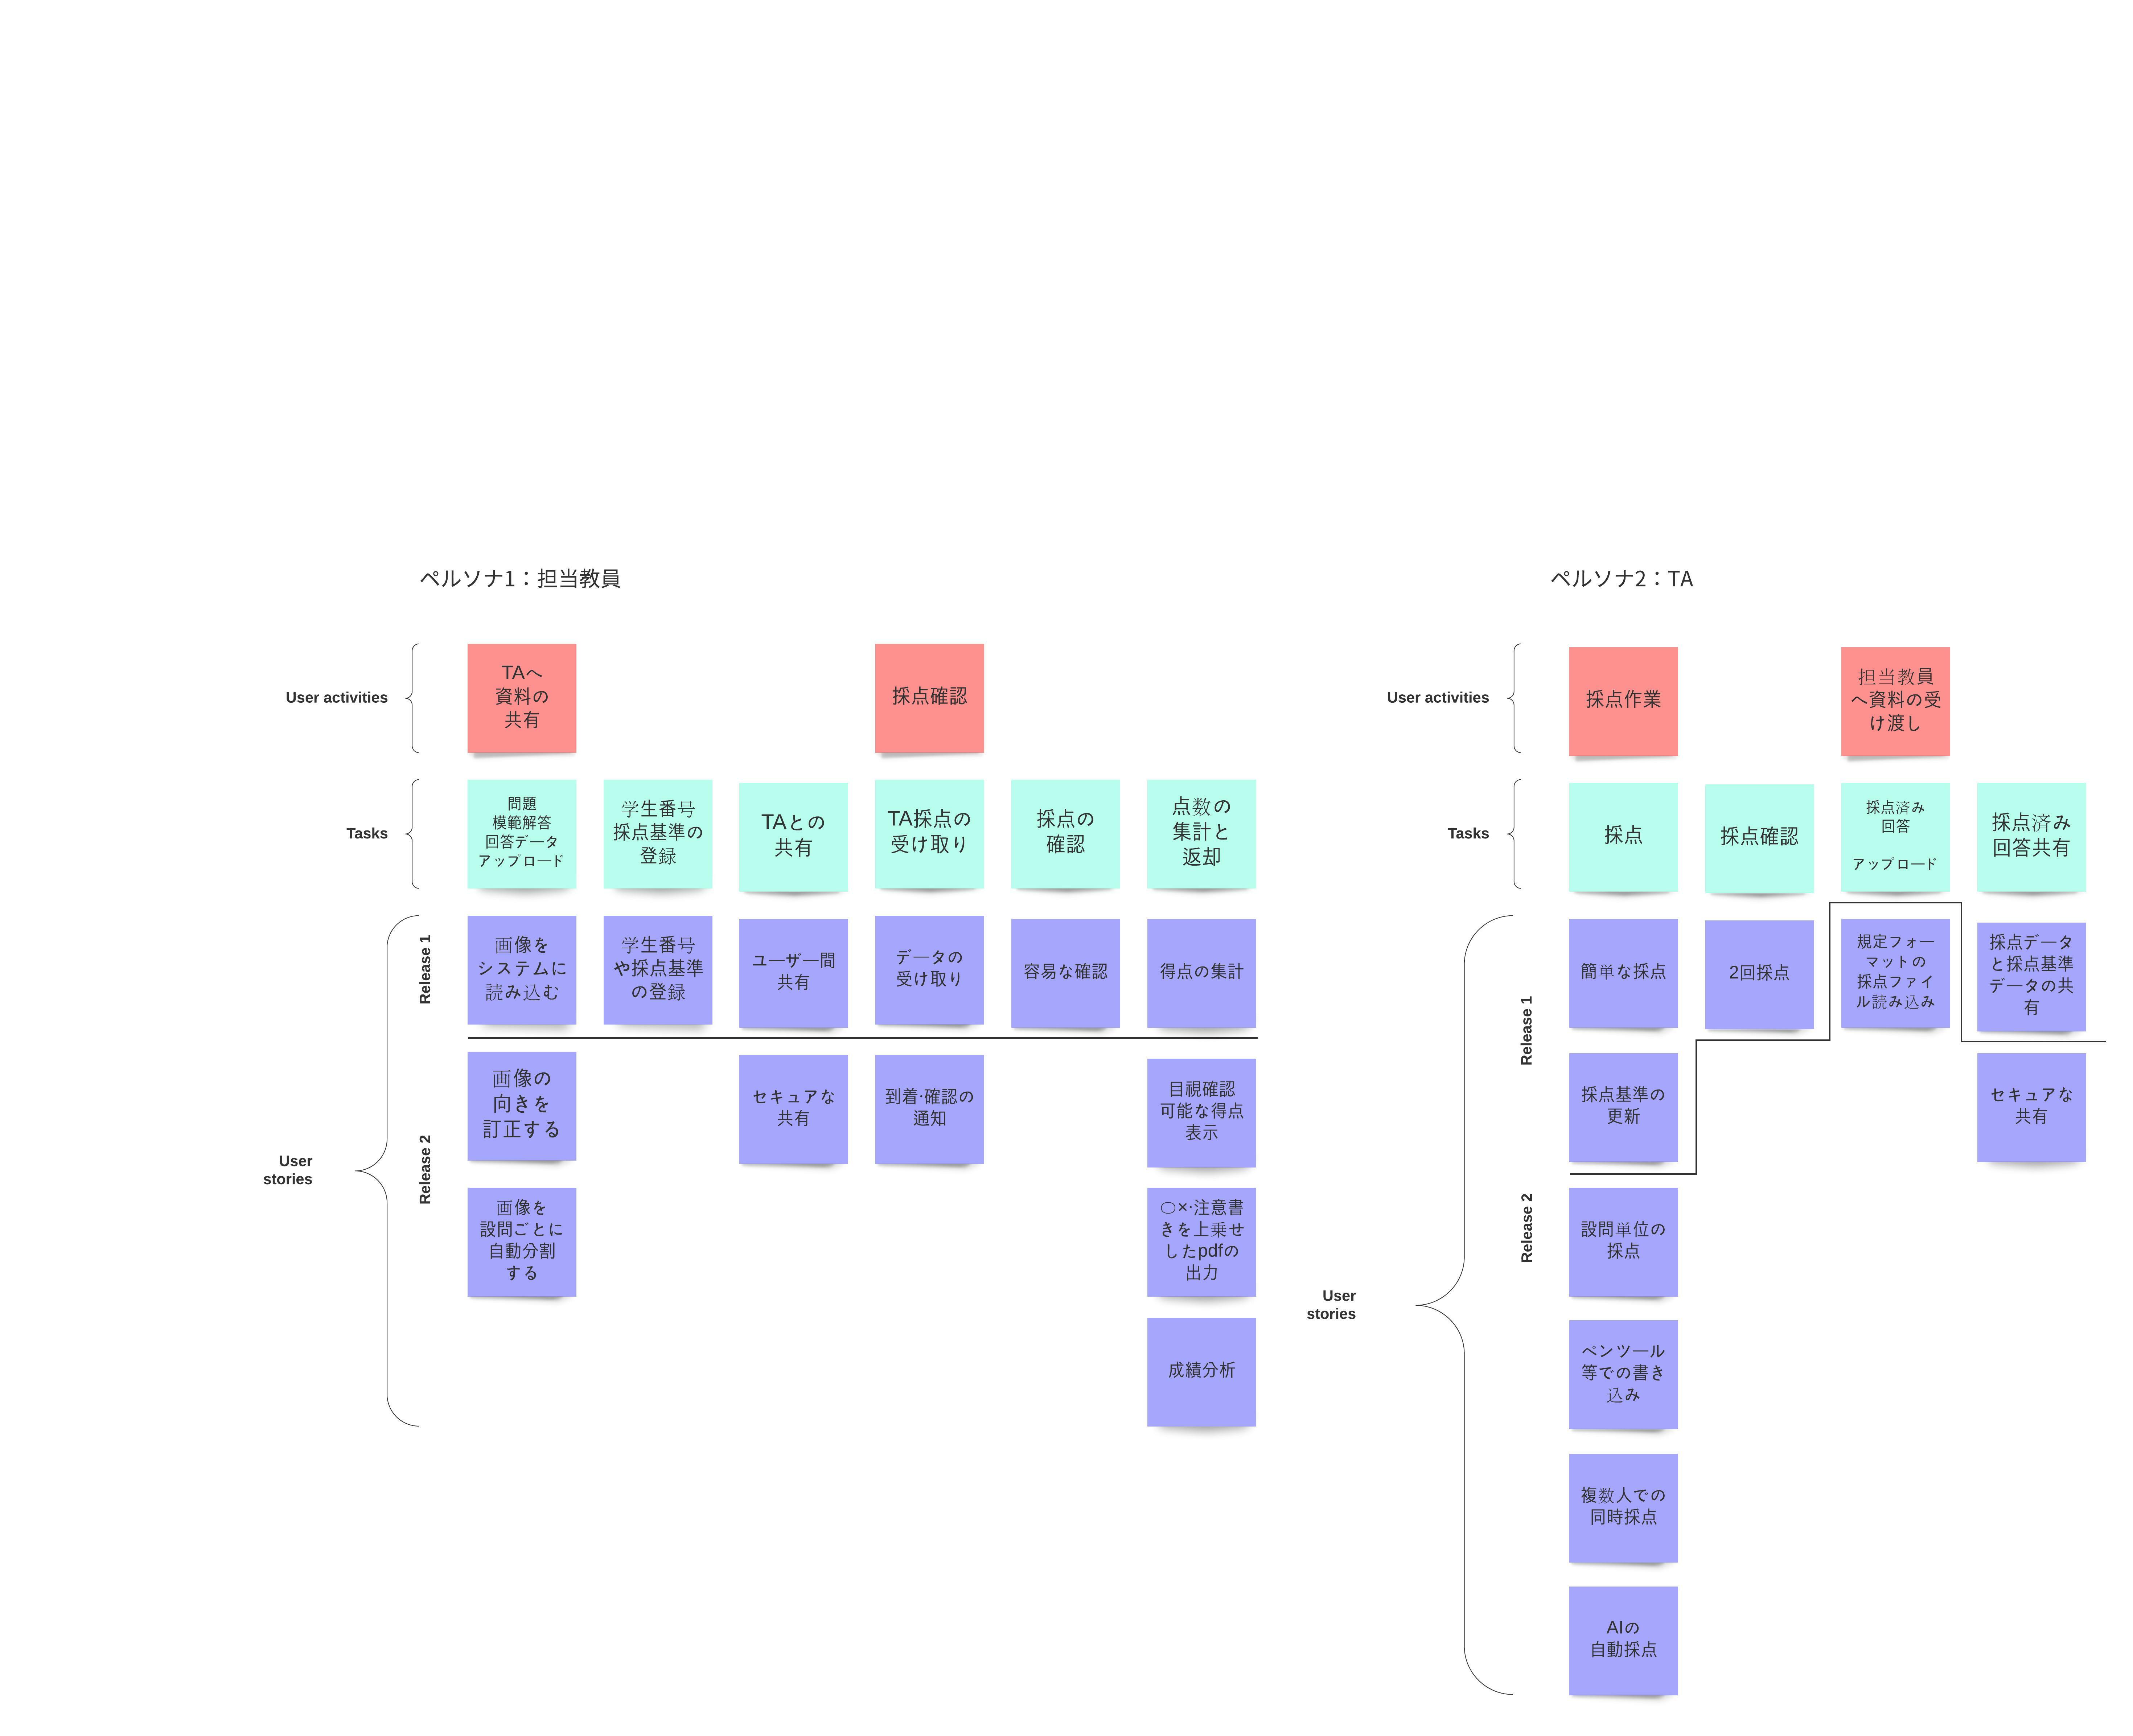 ペルソナ1：担当教員
User activities
TAへ
資料の
共有
採点確認
Tasks
問題
模範解答
回答データ
アップロード
学生番号
採点基準の
登録
TAとの
共有
TA採点の
受け取り
採点の
確認
点数の
集計と
返却
User
stories
Release 1
画像を
システムに
読み込む
学生番号
や採点基準
の登録
ユーザー間
共有
データの
受け取り
容易な確認
得点の集計
Release 2
画像の
向きを
訂正する
セキュアな
共有
到着·確認の
通知
目視確認
可能な得点
表示
画像を
設問ごとに
自動分割
する
○×·注意書
きを上乗せ
したpdfの
出力
成績分析
ペルソナ2：TA
User activities
採点作業
担当教員
へ資料の受
け渡し
Tasks
採点
採点確認
採点済み
回答
アップロード
採点済み
回答共有
User
stories
Release 1
簡単な採点
2回採点
規定フォー
マットの
採点ファイ
ル読み込み
採点データ
と採点基準
データの共
有
採点基準の
更新
セキュアな
共有
Release 2
設問単位の
採点
ペンツール
等での書き
込み
複数人での
同時採点
AIの
自動採点